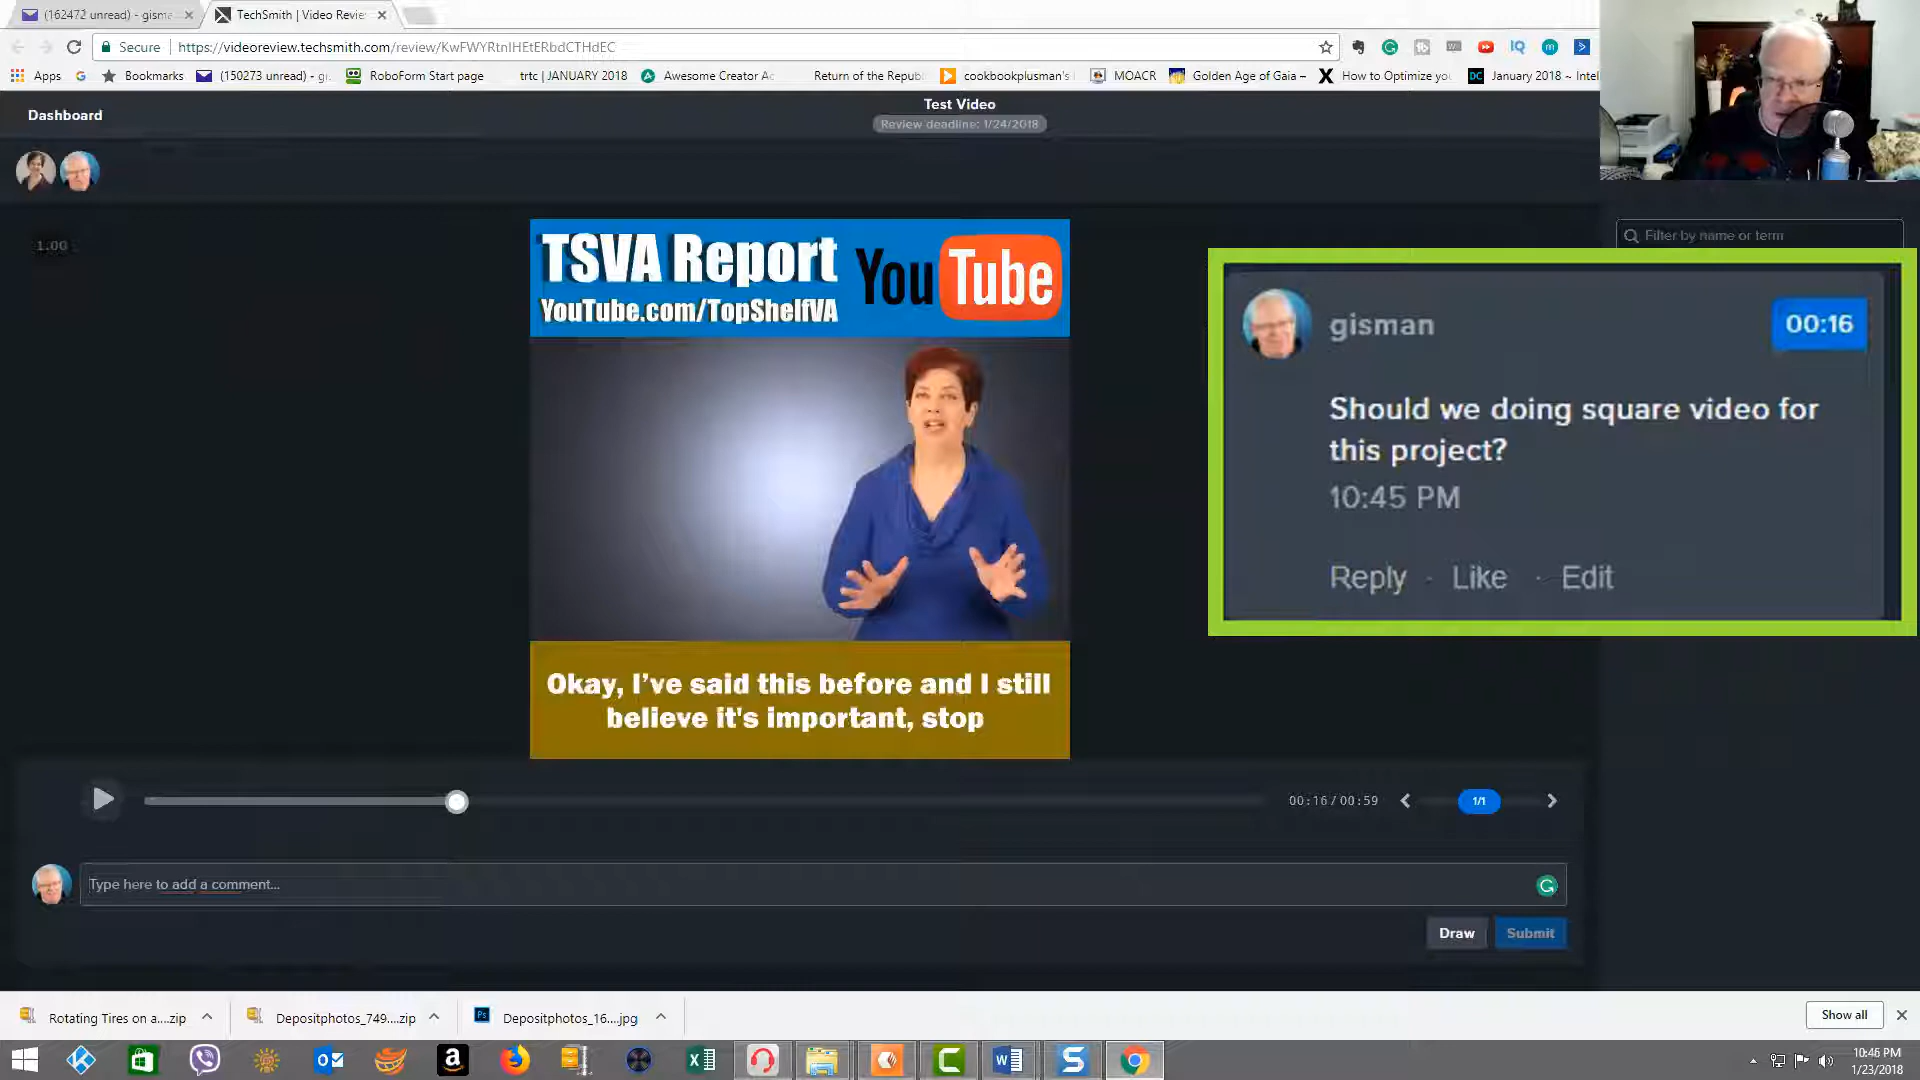 (162472 unread) - gisma
TechSmith | Video Revie
Secure
https://videoreview.techsmith.com/review/KwFWYRtnIHEtERbdCTHdEC
Apps
Bookmarks
(150273 unread) - gi
RoboForm Start page
trtc | JANUARY 2018
Awesome Creator Ac
Return of the Repub
cookbookplusman's
MOACR
Golden Age of Gaia –
How to Optimize yo
DC
January 2018 ~ Intel
Dashboard
Test Video
Review deadline: 1/24/2018
1.00
Filter by name or term
TSVA Report
YouTube.com/TopShelfVA
YouTube
gisman
00:16
Should we doing square video for
this project?
10:45 PM
Reply · Like · Edit
Okay, I've said this before and I still
believe it's important, stop
00:16 / 00:59
1/1
Type here to add a comment...
Draw
Submit
Rotating Tires on a....zip
Depositphotos_749....zip
Depositphotos_16....jpg
Show all
10:45 PM
1/23/2018